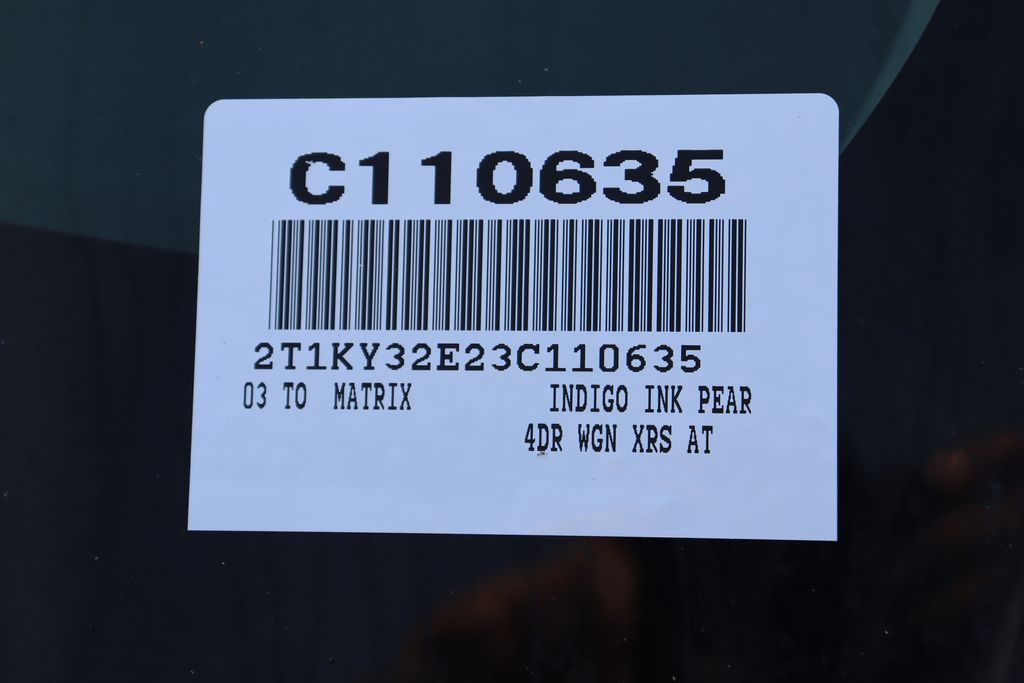 C110635
2T1KY32E23C110635
03 TO MATRIX INDIGO INK PEAR
4DR WGN XRS AT